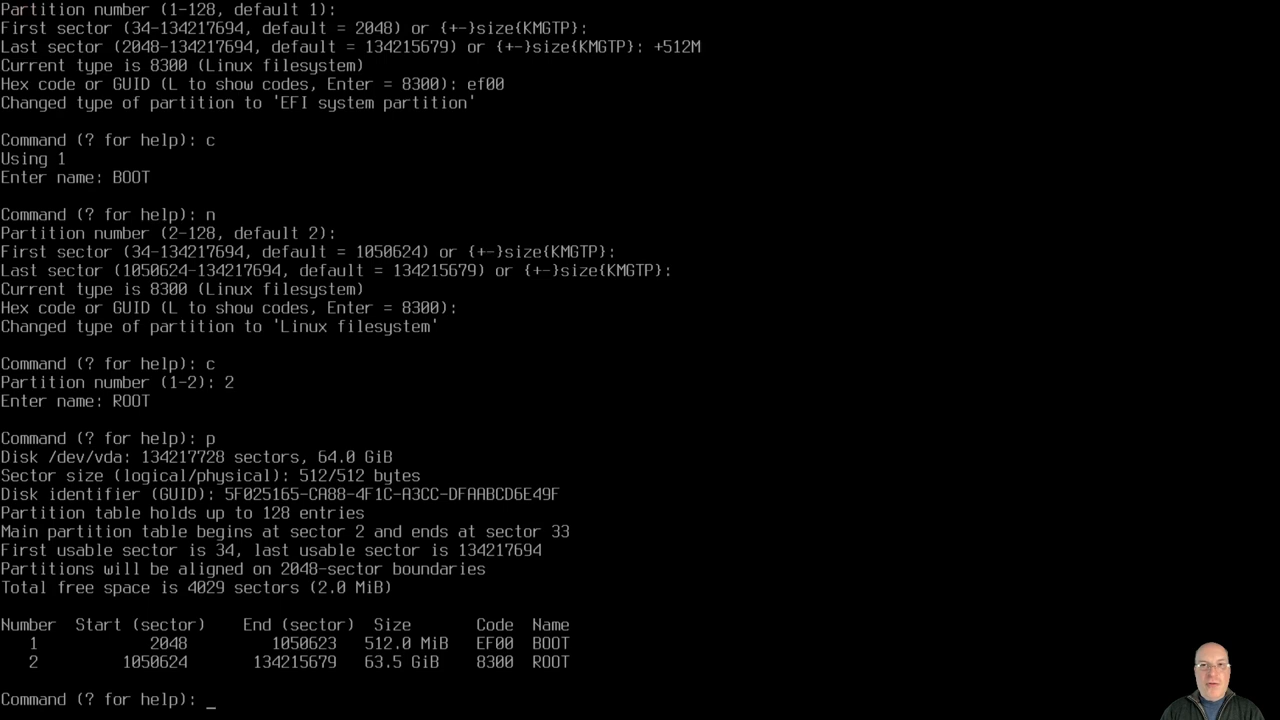 Partition number (1-128, default 1):
First sector (34-134217694, default = 2048) or {+-}size{KMGTP}:
Last sector (2048-134217694, default = 134215679) or {+-}size{KMGTP}: +512M
Current type is 8300 (Linux filesystem)
Hex code or GUID (L to show codes, Enter = 8300): ef00
Changed type of partition to 'EFI system partition'
Command (? for help): c
Using 1
Enter name: BOOT
Command (? for help): n
Partition number (2-128, default 2):
First sector (34-134217694, default = 1050624) or {+-}size{KMGTP}:
Last sector (1050624-134217694, default = 134215679) or {+-}size{KMGTP}:
Current type is 8300 (Linux filesystem)
Hex code or GUID (L to show codes, Enter = 8300):
Changed type of partition to 'Linux filesystem'
Command (? for help): c
Partition number (1-2): 2
Enter name: ROOT
Command (? for help): p
Disk /dev/vda: 134217728 sectors, 64.0 GiB
Sector size (logical/physical): 512/512 bytes
Disk identifier (GUID): 5F025165-CA88-4F1C-A3CC-DFAABCD6E49F
Partition table holds up to 128 entries
Main partition table begins at sector 2 and ends at sector 33
First usable sector is 34, last usable sector is 134217694
Partitions will be aligned on 2048-sector boundaries
Total free space is 4029 sectors (2.0 MiB)
Number  Start (sector)    End (sector)  Size       Code  Name
   1            2048         1050623   512.0 MiB   EF00  BOOT
   2         1050624       134215679   63.5 GiB    8300  ROOT
Command (? for help): _